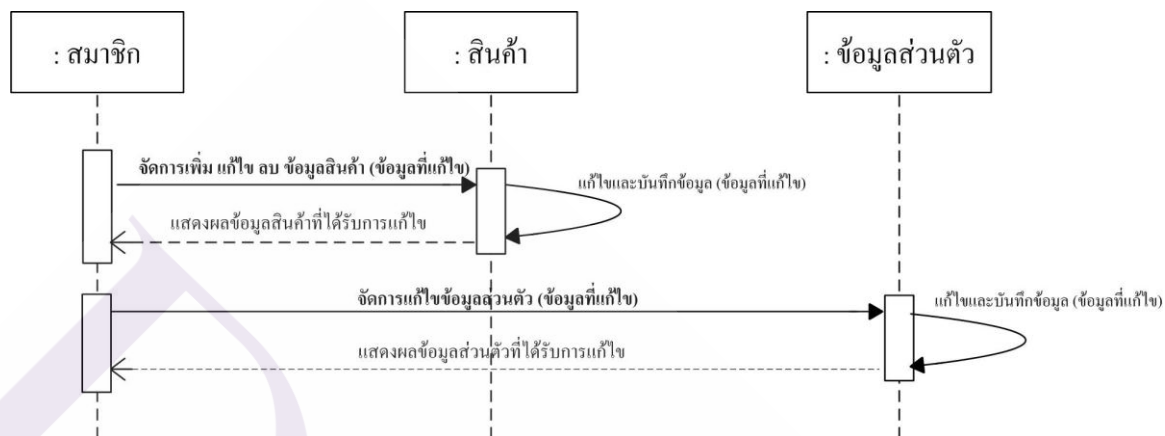 : สมาชิก
: สินค้า
: ข้อมูลส่วนตัว
จัดการเพิ่ม แก้ไข ลบ ข้อมูลสินค้า (ข้อมูลที่แก้ไข)
แก้ไขและบันทึกข้อมูล (ข้อมูลที่แก้ไข)
แสดงผลข้อมูลสินค้าที่ได้รับการแก้ไข
จัดการแก้ไขข้อมูลส่วนตัว (ข้อมูลที่แก้ไข)
แก้ไขและบันทึกข้อมูล (ข้อมูลที่แก้ไข)
แสดงผลข้อมูลส่วนตัวที่ได้รับการแก้ไข